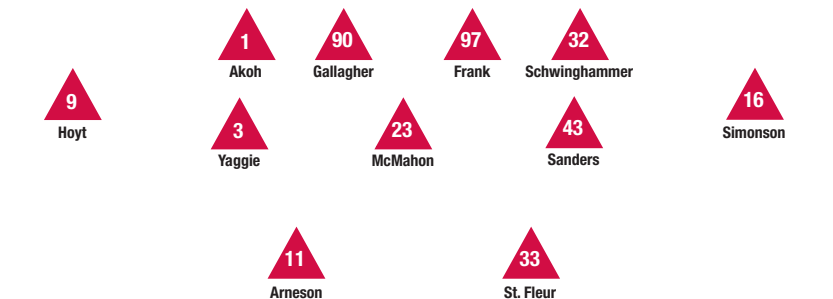 1 90 97 32
Akoh Gallagher Frank Schwinghammer
9 16
Hoyt Simonson
3 23 43
Yaggie McMahon Sanders
11 33
Arneson St. Fleur